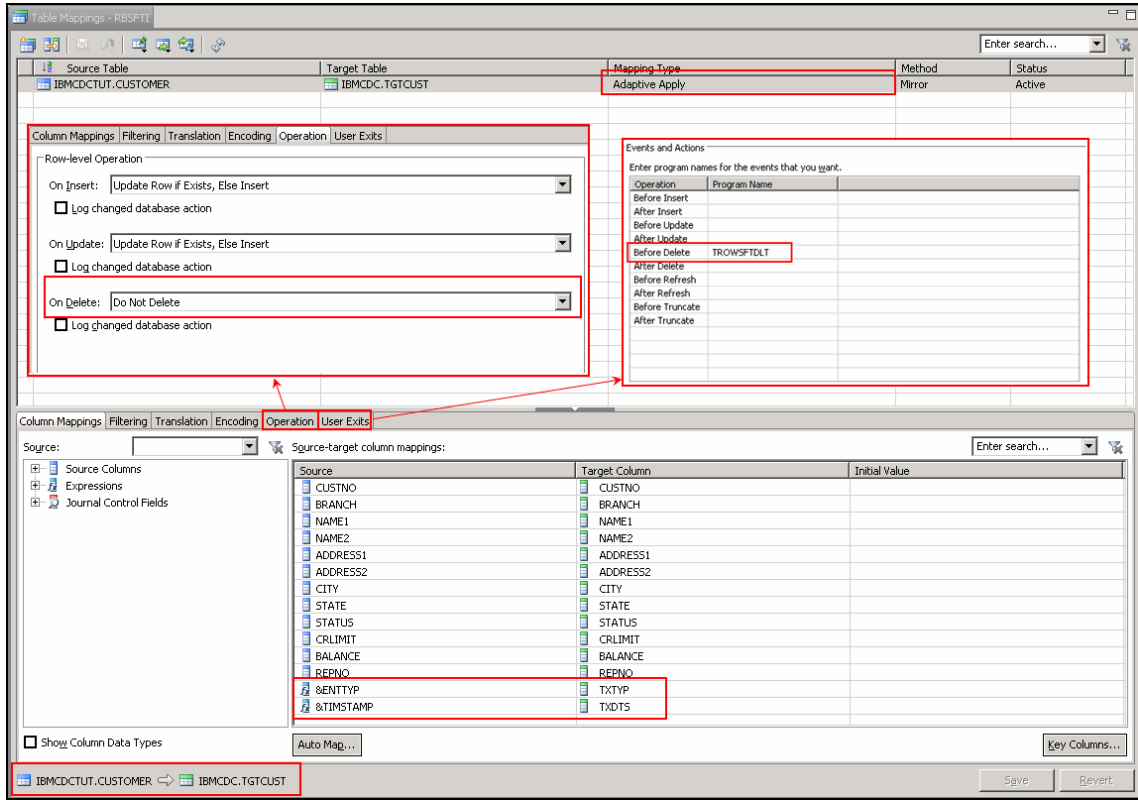 Table Mappings - RBSFTI
Enter search...
Source Table Target Table Mapping Type Method Status
IBMCDCTUT.CUSTOMER IBMCDC.TGTCUST Adaptive Apply Mirror Active
Column Mappings Filtering Translation Encoding Operation User Exits
Row-level Operation
On Insert: Update Row if Exists, Else Insert
Log changed database action
On Update: Update Row if Exists, Else Insert
Log changed database action
On Delete: Do Not Delete
Log changed database action
Events and Actions
Enter program names for the events that you want.
Operation Program Name
Before Insert
After Insert
Before Update
After Update
Before Delete TROWSFTDLT
After Delete
Before Refresh
After Refresh
Before Truncate
After Truncate
Column Mappings Filtering Translation Encoding Operation User Exits
Source: Source-target column mappings: Enter search...
Source Columns
Expressions
Journal Control Fields
Source Target Column Initial Value
CUSTNO CUSTNO
BRANCH BRANCH
NAME1 NAME1
NAME2 NAME2
ADDRESS1 ADDRESS1
ADDRESS2 ADDRESS2
CITY CITY
STATE STATE
STATUS STATUS
CRLIMIT CRLIMIT
BALANCE BALANCE
REPNO REPNO
&ENTTYP TXTYP
&TIMSTAMP TXDTS
Show Column Data Types Auto Map... Key Columns...
IBMCDCTUT.CUSTOMER IBMCDC.TGTCUST Save Revert